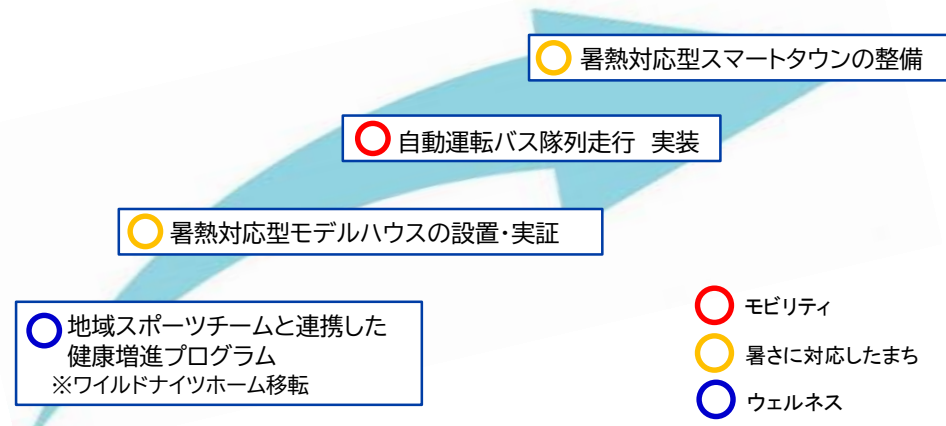 暑熱対応型スマートタウンの整備
自動運転バス隊列走行 実装
暑熱対応型モデルハウスの設置・実証
地域スポーツチームと連携した
健康増進プログラム
※ワイルドナイツホーム移転
モビリティ
暑さに対応したまち
ウェルネス